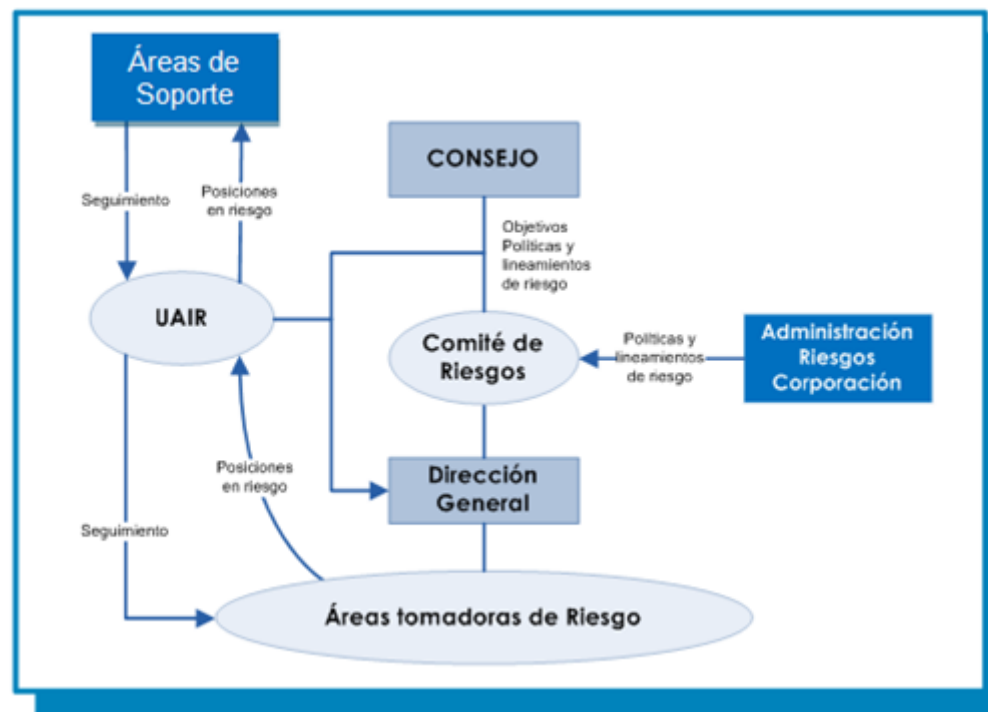 Áreas de
Soporte
CONSEJO
Seguimiento
Posiciones
en riesgo
Objetivos
Políticas y
lineamientos
de riesgo
UAIR
Comité de
Riesgos
Políticas y
lineamientos
de riesgo
Administración
Riesgos
Corporación
Posiciones
en riesgo
Dirección
General
Seguimiento
Áreas tomadoras de Riesgo